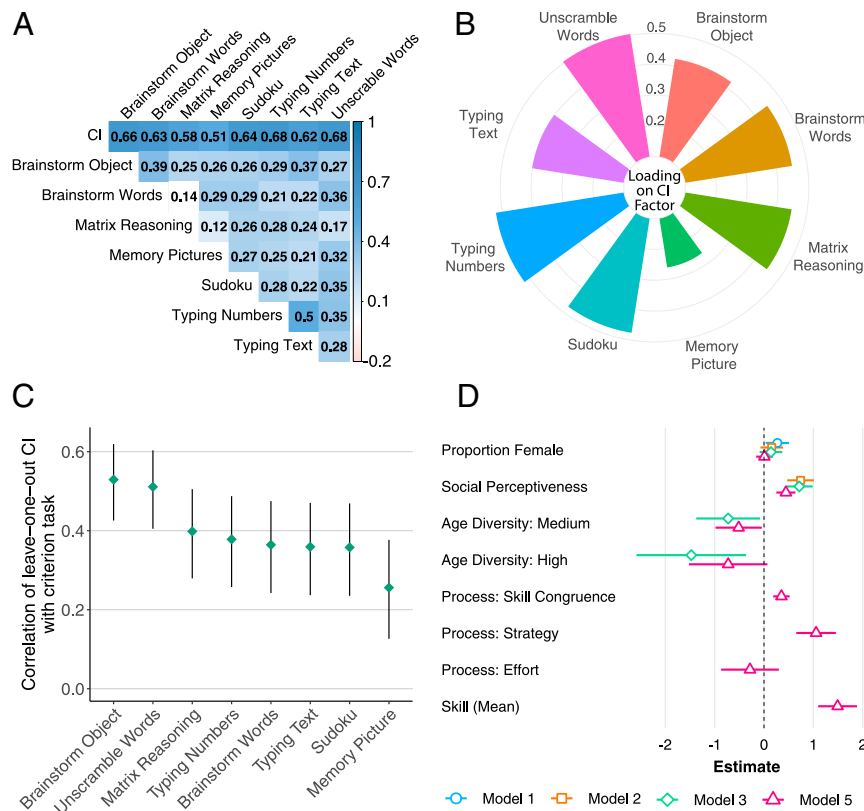 A
Brainstorm Object
Brainstorm Words
Matrix Reasoning
Memory Pictures
Sudoku
Typing Numbers
Typing Text
Unscrable Words
CI 0.66 0.63 0.58 0.51 0.64 0.68 0.62 0.68
Brainstorm Object 0.39 0.25 0.26 0.26 0.29 0.37 0.27
Brainstorm Words 0.14 0.29 0.29 0.21 0.22 0.36
Matrix Reasoning 0.12 0.26 0.28 0.24 0.17
Memory Pictures 0.27 0.25 0.21 0.32
Sudoku 0.28 0.22 0.35
Typing Numbers 0.5 0.35
Typing Text 0.28
1
0.7
0.4
0.1
-0.2
B
Unscramble
Words
0.5
0.4
0.3
0.2
Brainstorm
Object
Brainstorm
Words
Matrix
Reasoning
Memory
Picture
Sudoku
Typing
Numbers
Typing
Text
Loading
on CI
Factor
C
Correlation of leave−one−out CI
with criterion task
0.6
0.4
0.2
0.0
Brainstorm Object
Unscramble Words
Matrix Reasoning
Typing Numbers
Brainstorm Words
Typing Text
Sudoku
Memory Picture
D
Proportion Female
Social Perceptiveness
Age Diversity: Medium
Age Diversity: High
Process: Skill Congruence
Process: Strategy
Process: Effort
Skill (Mean)
-2 -1 0 1 2
Estimate
Model 1 Model 2 Model 3 Model 5